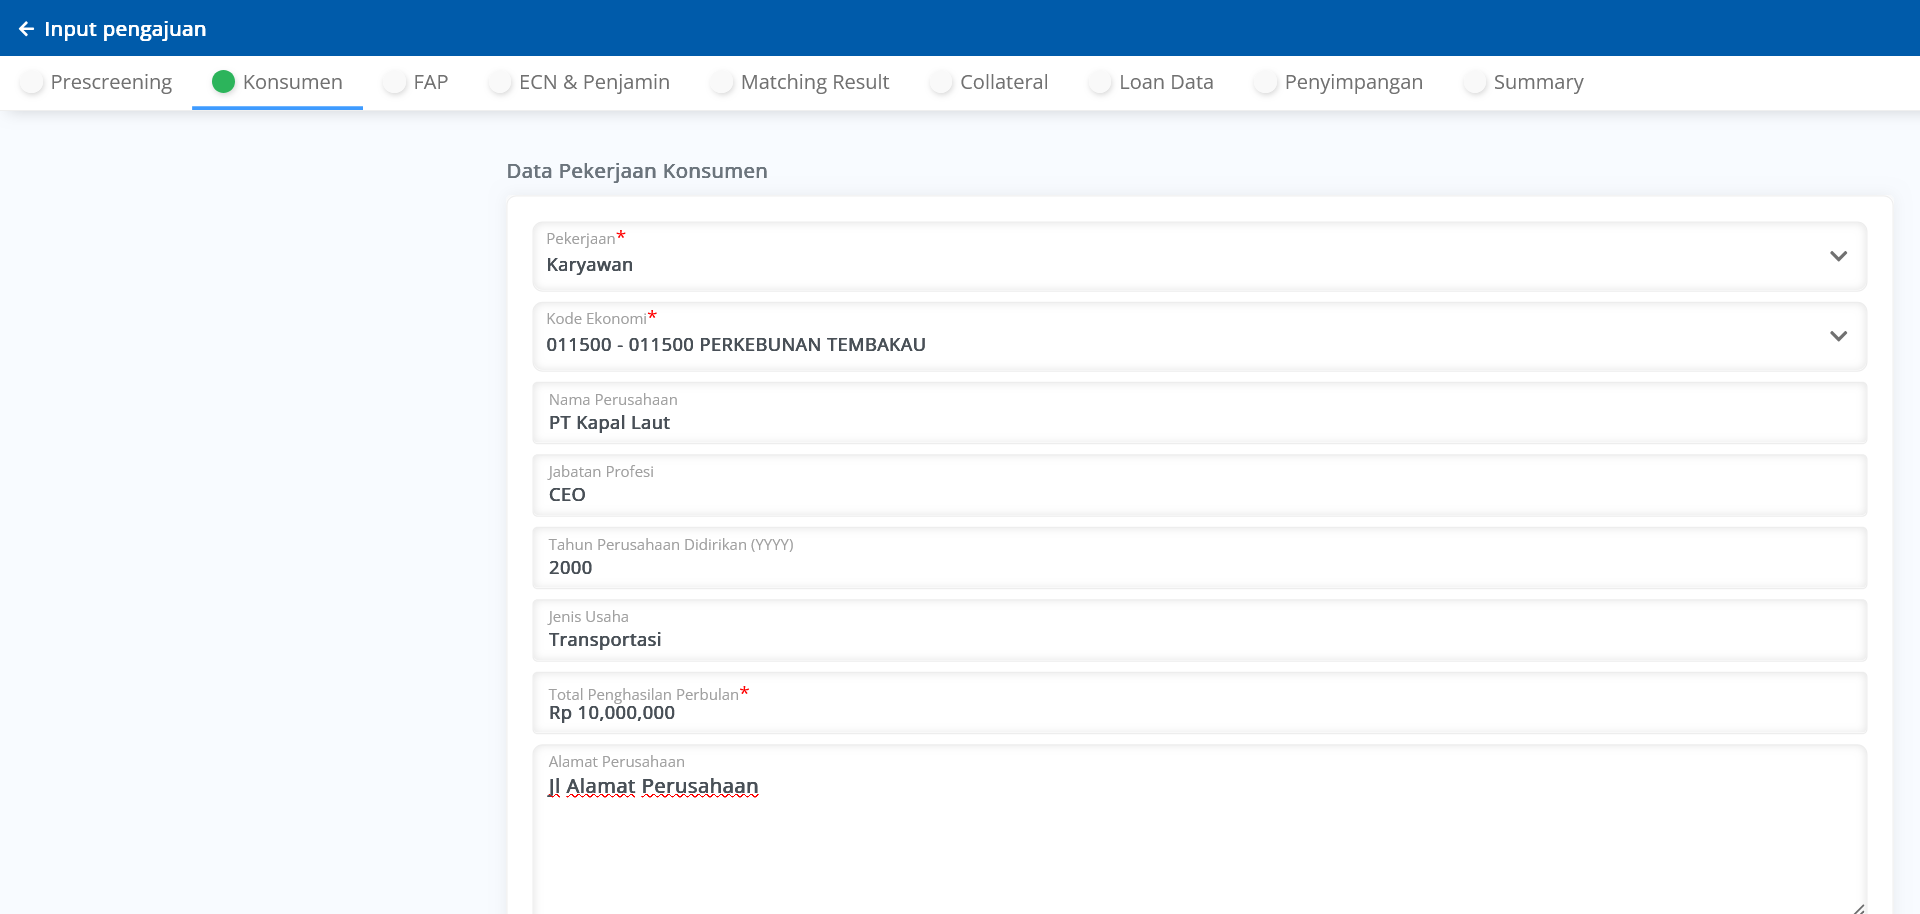 Input pengajuan
Prescreening Konsumen FAP ECN & Penjamin Matching Result Collateral Loan Data Penyimpangan Summary
Data Pekerjaan Konsumen
Pekerjaan*
Karyawan
Kode Ekonomi*
011500 - 011500 PERKEBUNAN TEMBAKAU
Nama Perusahaan
PT Kapal Laut
Jabatan Profesi
CEO
Tahun Perusahaan Didirikan (YYYY)
2000
Jenis Usaha
Transportasi
Total Penghasilan Perbulan*
Rp 10,000,000
Alamat Perusahaan
Jl Alamat Perusahaan